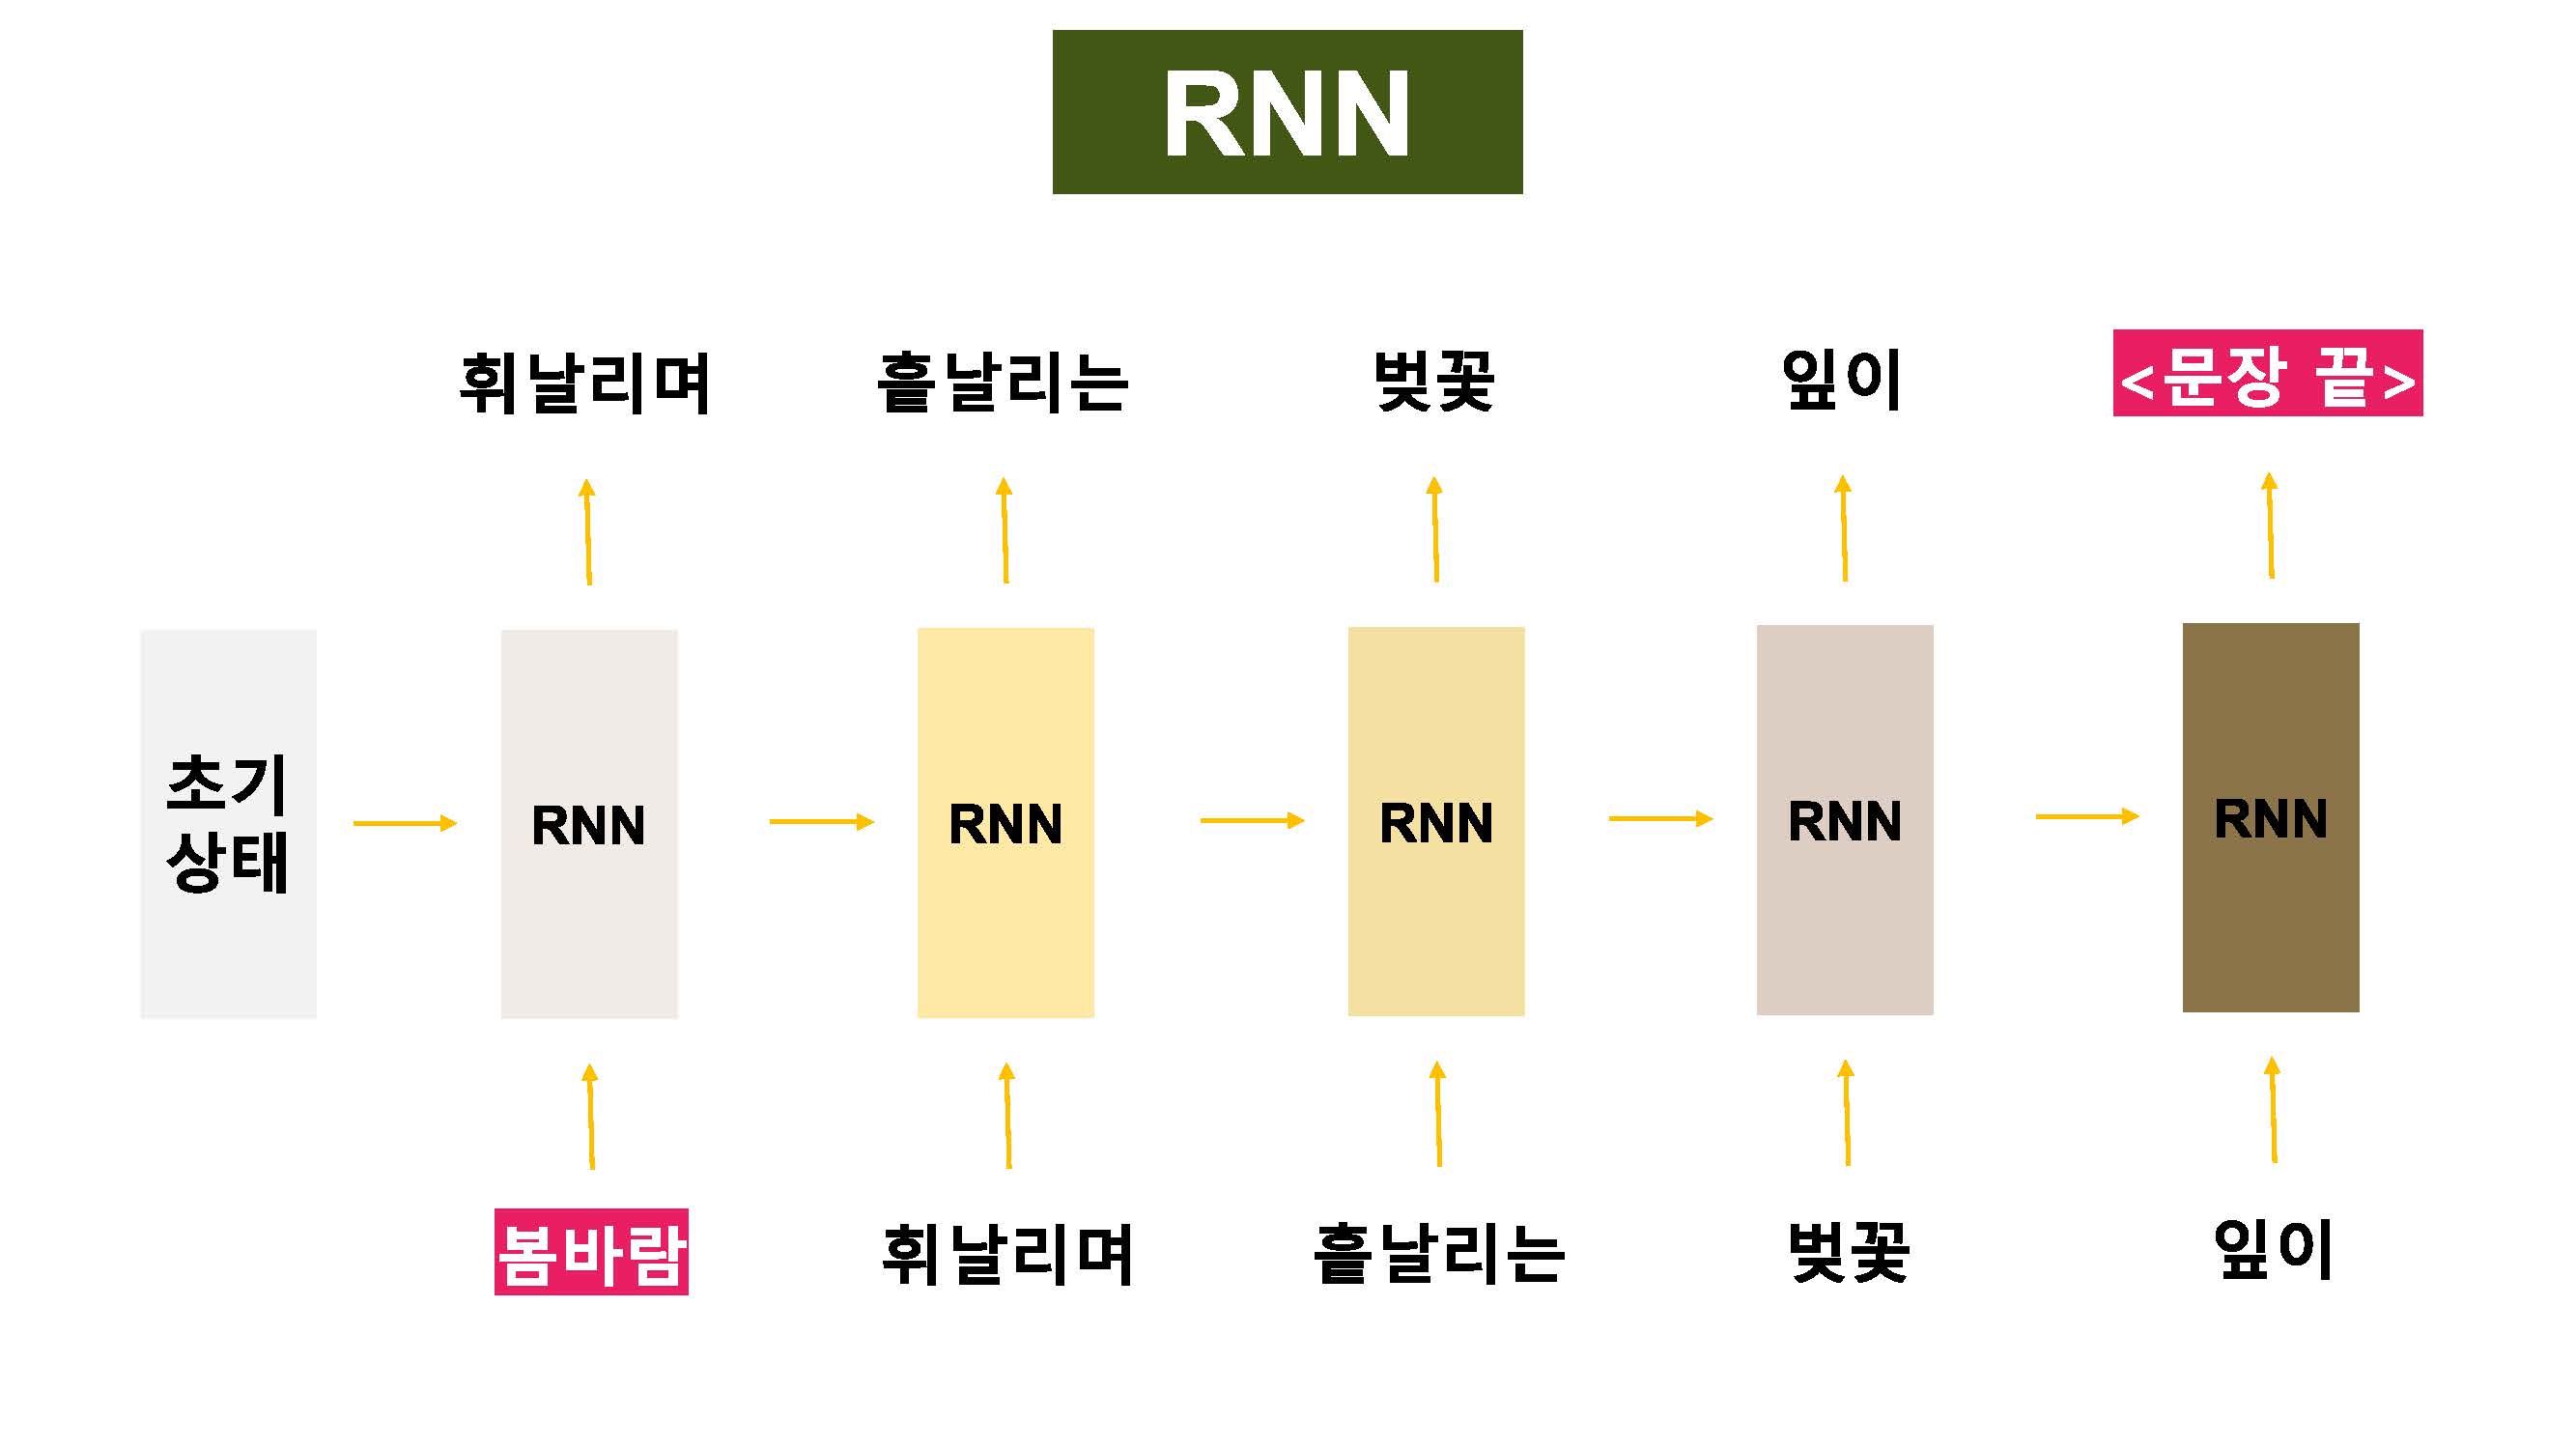 RNN
휘날리며 흩날리는 벚꽃 잎이 <문장 끝>
초기
상태
RNN RNN RNN RNN RNN
봄바람 휘날리며 흩날리는 벚꽃 잎이